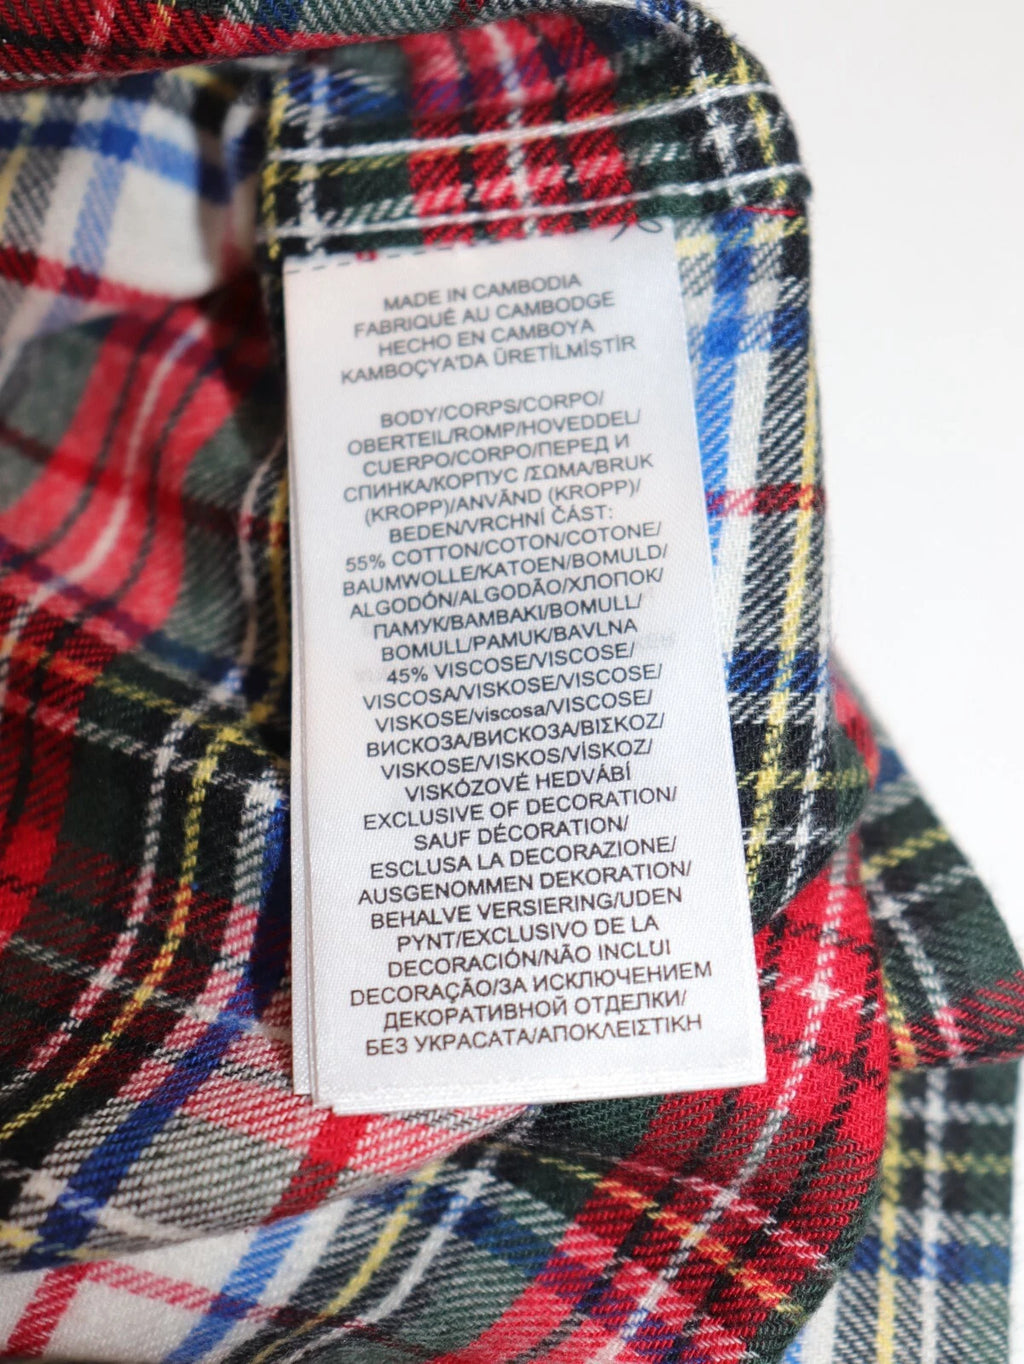 MADE IN CAMBODIA
FABRIQUÉ AU CAMBODGE
HECHO EN CAMBOYA
KAMBOÇYA'DA ÜRETİLMİŞTİR
BODY/CORPS/CORPO/
OBERTEIL/ROMP/HOVEDDEL/
CUERPO/CORPO/ПЕРЕД И
СПИНКА/КОРПУС /ΣΩΜΑ/BRUK
(KROPP)/ANVÄND (KROPP)/
BEDEN/VRCHNÍ ČÁST:
55% COTTON/COTON/COTONE/
BAUMWOLLE/KATOEN/BOMULD/
ALGODÓN/ALGODÃO/ХЛОПОК/
ПАМУК/ΒΑΜΒΑΚΙ/BOMULL/
BOMULL/PAMUK/BAVLNA
45% VISCOSE/VISCOSE/
VISCOSA/VISKOSE/VISCOSE/
VISKOSE/viscosa/VISCOSE/
ВИСКОЗА/ВИСКОЗА/ΒΙΣΚΟΖ/
VISKOSE/VISKOS/VİSKOZ/
VISKÓZOVÉ HEDVÁBÍ
EXCLUSIVE OF DECORATION/
SAUF DÉCORATION/
ESCLUSA LA DECORAZIONE/
AUSGENOMMEN DEKORATION/
BEHALVE VERSIERING/UDEN
PYNT/EXCLUSIVO DE LA
DECORACIÓN/NÃO INCLUI
DECORAÇÃO/ЗА ИСКЛЮЧЕНИЕМ
ДЕКОРАТИВНОЙ ОТДЕЛКИ/
БЕЗ УКРАСАТА/ΑΠΟΚΛΕΙΣΤΙΚΗ